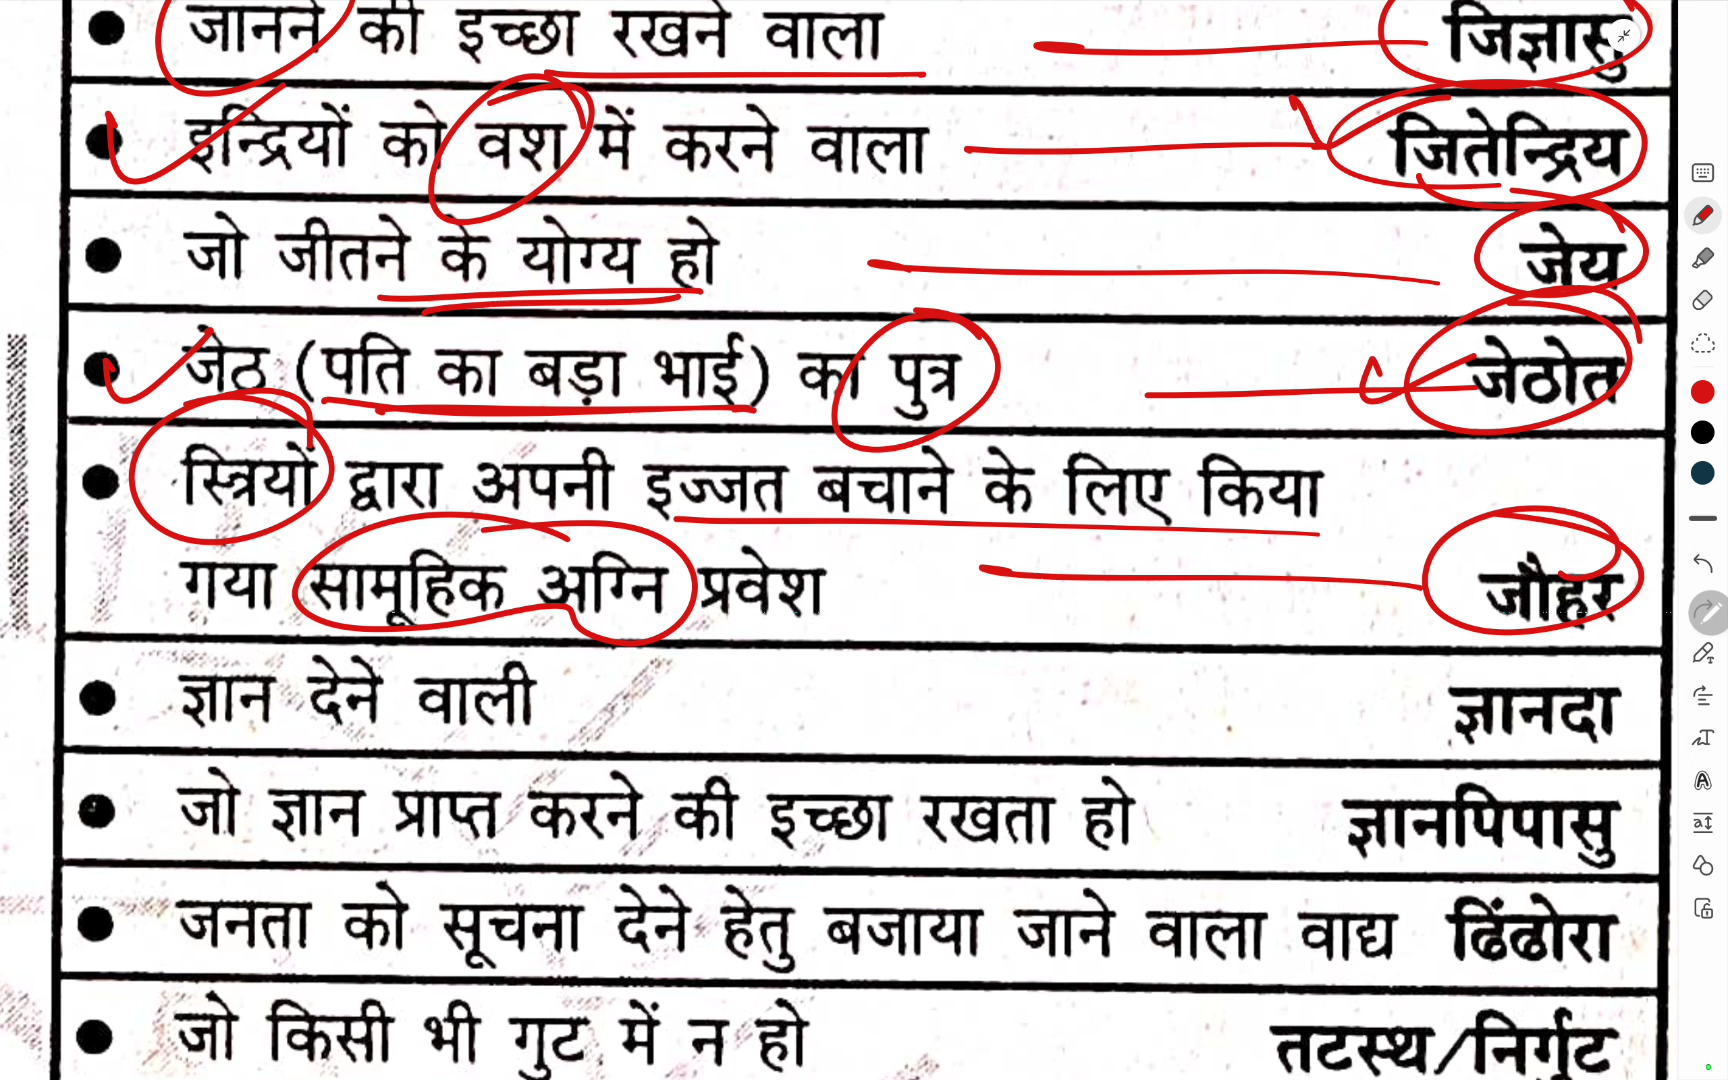 जानने की इच्छा रखने वाला जिज्ञासु
इन्द्रियों को वश में करने वाला जितेन्द्रिय
जो जीतने के योग्य हो जेय
जेठ (पति का बड़ा भाई) का पुत्र जेठोत
स्त्रियों द्वारा अपनी इज्जत बचाने के लिए किया
गया सामूहिक अग्नि प्रवेश जौहर
ज्ञान देने वाली ज्ञानदा
जो ज्ञान प्राप्त करने की इच्छा रखता हो ज्ञानपिपासु
जनता को सूचना देने हेतु बजाया जाने वाला वाद्य ढिंढोरा
जो किसी भी गुट में न हो तटस्थ/निर्गुट